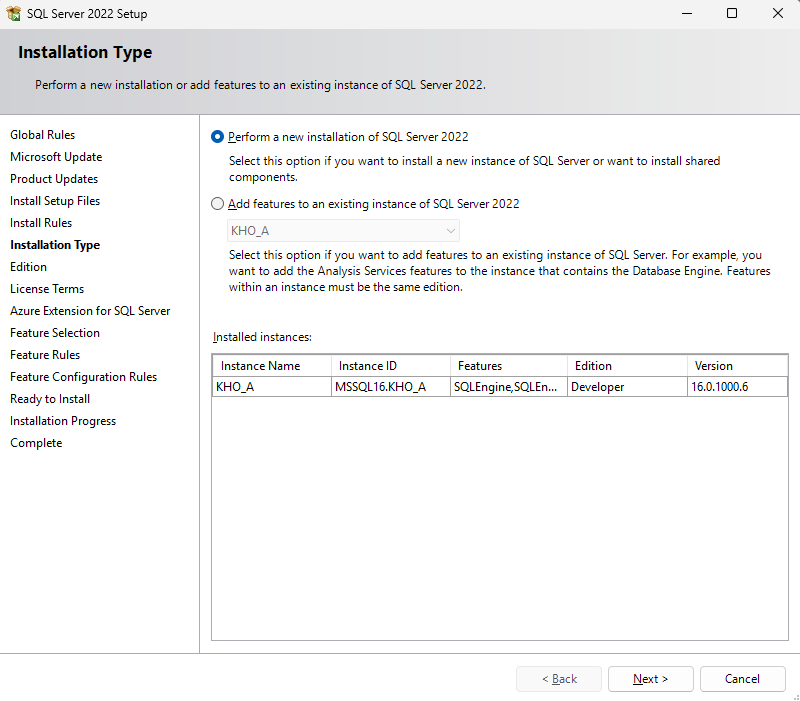 SQL Server 2022 Setup
Installation Type
Perform a new installation or add features to an existing instance of SQL Server 2022.
Global Rules
Microsoft Update
Product Updates
Install Setup Files
Install Rules
Installation Type
Edition
License Terms
Azure Extension for SQL Server
Feature Selection
Feature Rules
Feature Configuration Rules
Ready to Install
Installation Progress
Complete
Perform a new installation of SQL Server 2022
Select this option if you want to install a new instance of SQL Server or want to install shared
components.
Add features to an existing instance of SQL Server 2022
KHO_A
Select this option if you want to add features to an existing instance of SQL Server. For example, you
want to add the Analysis Services features to the instance that contains the Database Engine. Features
within an instance must be the same edition.
Installed instances:
Instance Name Instance ID Features Edition Version
KHO_A MSSQL16.KHO_A SQLEngine,SQLEn... Developer 16.0.1000.6
< Back Next > Cancel